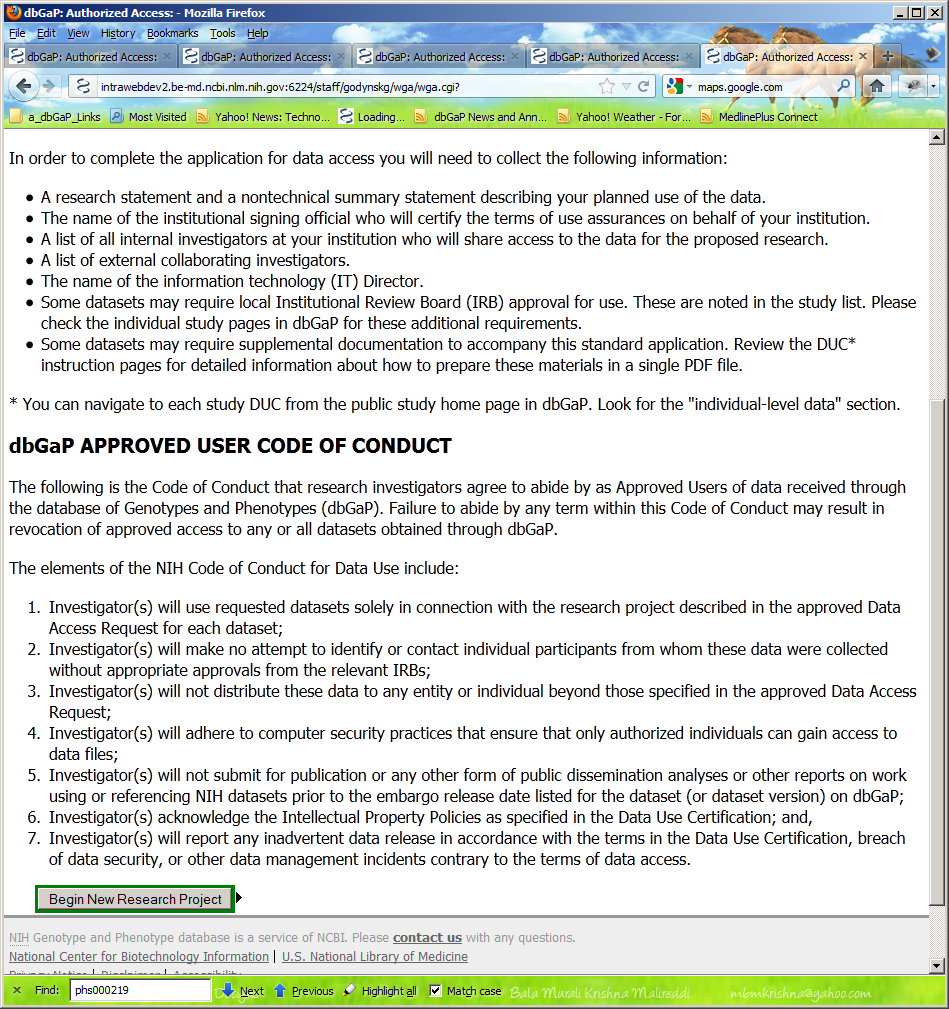 dbGaP: Authorized Access: - Mozilla Firefox
File Edit View History Bookmarks Tools Help
dbGaP: Authorized Access: dbGaP: Authorized Access: dbGaP: Authorized Access: dbGaP: Authorized Access: dbGaP: Authorized Access:
intrawebdev2.be-md.ncbi.nlm.nih.gov:6224/staff/godynskg/wga/wga.cgi? maps.google.com
a_dbGaP_Links Most Visited Yahoo! News: Techno... Loading... dbGaP News and Ann... Yahoo! Weather - For... MedlinePlus Connect
In order to complete the application for data access you will need to collect the following information:
● A research statement and a nontechnical summary statement describing your planned use of the data.
● The name of the institutional signing official who will certify the terms of use assurances on behalf of your institution.
● A list of all internal investigators at your institution who will share access to the data for the proposed research.
● A list of external collaborating investigators.
● The name of the information technology (IT) Director.
● Some datasets may require local Institutional Review Board (IRB) approval for use. These are noted in the study list. Please
check the individual study pages in dbGaP for these additional requirements.
● Some datasets may require supplemental documentation to accompany this standard application. Review the DUC*
instruction pages for detailed information about how to prepare these materials in a single PDF file.
* You can navigate to each study DUC from the public study home page in dbGaP. Look for the "individual-level data" section.
dbGaP APPROVED USER CODE OF CONDUCT
The following is the Code of Conduct that research investigators agree to abide by as Approved Users of data received through
the database of Genotypes and Phenotypes (dbGaP). Failure to abide by any term within this Code of Conduct may result in
revocation of approved access to any or all datasets obtained through dbGaP.
The elements of the NIH Code of Conduct for Data Use include:
1. Investigator(s) will use requested datasets solely in connection with the research project described in the approved Data
Access Request for each dataset;
2. Investigator(s) will make no attempt to identify or contact individual participants from whom these data were collected
without appropriate approvals from the relevant IRBs;
3. Investigator(s) will not distribute these data to any entity or individual beyond those specified in the approved Data Access
Request;
4. Investigator(s) will adhere to computer security practices that ensure that only authorized individuals can gain access to
data files;
5. Investigator(s) will not submit for publication or any other form of public dissemination analyses or other reports on work
using or referencing NIH datasets prior to the embargo release date listed for the dataset (or dataset version) on dbGaP;
6. Investigator(s) acknowledge the Intellectual Property Policies as specified in the Data Use Certification; and,
7. Investigator(s) will report any inadvertent data release in accordance with the terms in the Data Use Certification, breach
of data security, or other data management incidents contrary to the terms of data access.
Begin New Research Project
NIH Genotype and Phenotype database is a service of NCBI. Please contact us with any questions.
National Center for Biotechnology Information | U.S. National Library of Medicine
Privacy Notice | Disclaimer | Accessibility
Find: phs000219 Next Previous Highlight all Match case Bala Murali Krishna Malireddi mbmkrishna@yahoo.com